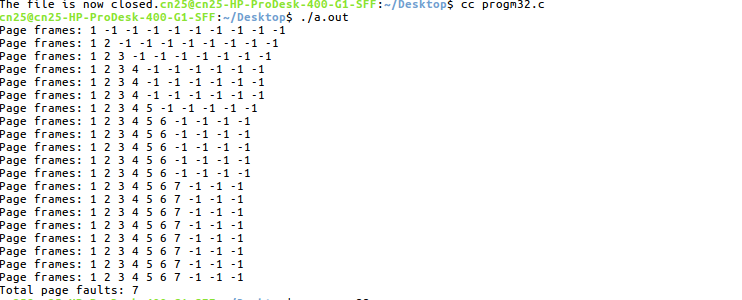 The file is now closed.cn25@cn25-HP-ProDesk-400-G1-SFF:~/Desktop$ cc progm32.c
cn25@cn25-HP-ProDesk-400-G1-SFF:~/Desktop$ ./a.out
Page frames: 1 -1 -1 -1 -1 -1 -1 -1 -1 -1
Page frames: 1 2 -1 -1 -1 -1 -1 -1 -1 -1
Page frames: 1 2 3 -1 -1 -1 -1 -1 -1 -1
Page frames: 1 2 3 4 -1 -1 -1 -1 -1 -1
Page frames: 1 2 3 4 -1 -1 -1 -1 -1 -1
Page frames: 1 2 3 4 -1 -1 -1 -1 -1 -1
Page frames: 1 2 3 4 5 -1 -1 -1 -1 -1
Page frames: 1 2 3 4 5 6 -1 -1 -1 -1
Page frames: 1 2 3 4 5 6 -1 -1 -1 -1
Page frames: 1 2 3 4 5 6 -1 -1 -1 -1
Page frames: 1 2 3 4 5 6 -1 -1 -1 -1
Page frames: 1 2 3 4 5 6 -1 -1 -1 -1
Page frames: 1 2 3 4 5 6 7 -1 -1 -1
Page frames: 1 2 3 4 5 6 7 -1 -1 -1
Page frames: 1 2 3 4 5 6 7 -1 -1 -1
Page frames: 1 2 3 4 5 6 7 -1 -1 -1
Page frames: 1 2 3 4 5 6 7 -1 -1 -1
Page frames: 1 2 3 4 5 6 7 -1 -1 -1
Page frames: 1 2 3 4 5 6 7 -1 -1 -1
Page frames: 1 2 3 4 5 6 7 -1 -1 -1
Total page faults: 7